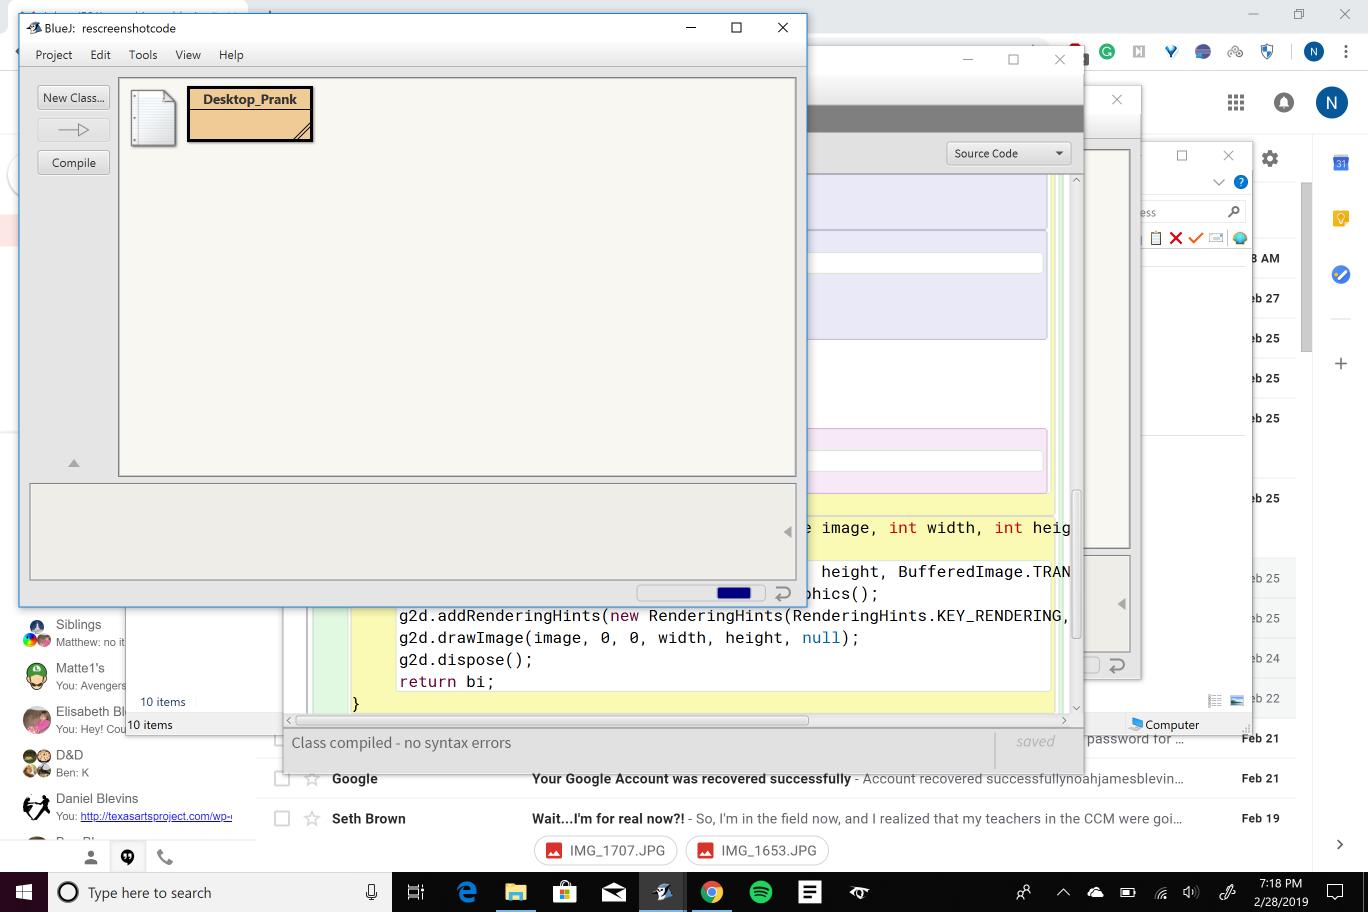 BlueJ: rescreenshotcode
Project Edit Tools View Help
New Class...
Compile
Desktop_Prank
Source Code
N
N
31
?
ess
8 AM
eb 27
eb 25
eb 25
eb 25
eb 25
eb 25
eb 25
eb 24
eb 22
image, int width, int heig
height, BufferedImage.TRAN
phics();
g2d.addRenderingHints(new RenderingHints(RenderingHints.KEY_RENDERING,
g2d.drawImage(image, 0, 0, width, height, null);
g2d.dispose();
return bi;
}
Class compiled - no syntax errors
saved
10 items
10 items
Computer
Siblings
Matthew: no it
Matte1's
You: Avengers
Elisabeth Bl
You: Hey! Cou
D&D
Ben: K
Daniel Blevins
You: http://texasartsproject.com/wp-
password for ...
Feb 21
Google Your Google Account was recovered successfully - Account recovered successfullynoahjamesblevin... Feb 21
Seth Brown Wait...I'm for real now?! - So, I'm in the field now, and I realized that my teachers in the CCM were goi... Feb 19
IMG_1707.JPG IMG_1653.JPG
Type here to search
7:18 PM
2/28/2019